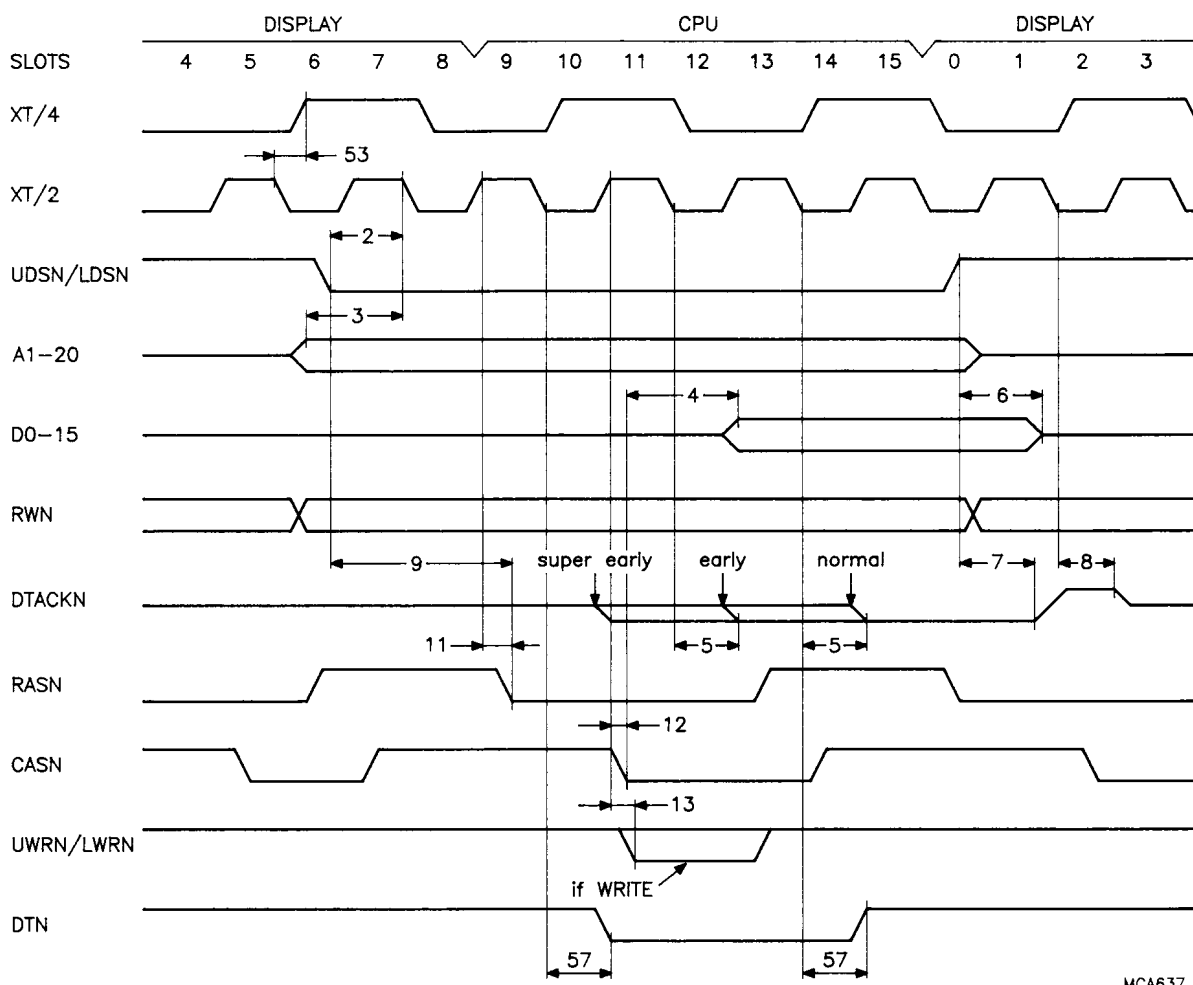 DISPLAY CPU DISPLAY
SLOTS 4 5 6 7 8 9 10 11 12 13 14 15 0 1 2 3
XT/4
53
XT/2
2
UDSN/LDSN
3
A1-20
4 6
D0-15
RWN
9 super early early normal 7 8
DTACKN
11 5 5
RASN
12
CASN
13
UWRN/LWRN
if WRITE
DTN
57 57
MCA637